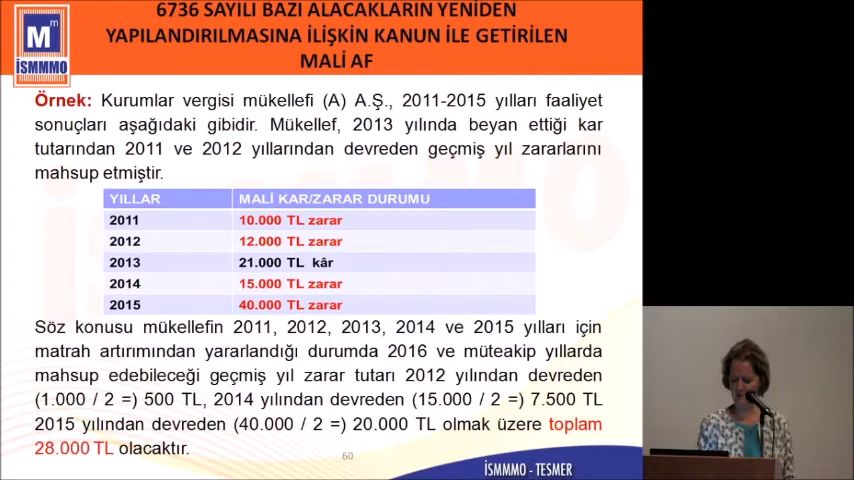 6736 SAYILI BAZI ALACAKLARIN YENİDEN
YAPILANDIRILMASINA İLİŞKİN KANUN İLE GETİRİLEN
MALİ AF
Mm
İSMMMO
Örnek: Kurumlar vergisi mükellefi (A) A.Ş., 2011-2015 yılları faaliyet
sonuçları aşağıdaki gibidir. Mükellef, 2013 yılında beyan ettiği kar
tutarından 2011 ve 2012 yıllarından devreden geçmiş yıl zararlarını
mahsup etmiştir.
YILLAR MALİ KAR/ZARAR DURUMU
2011 10.000 TL zarar
2012 12.000 TL zarar
2013 21.000 TL kâr
2014 15.000 TL zarar
2015 40.000 TL zarar
Söz konusu mükellefin 2011, 2012, 2013, 2014 ve 2015 yılları için
matrah artırımından yararlandığı durumda 2016 ve müteakip yıllarda
mahsup edebileceği geçmiş yıl zarar tutarı 2012 yılından devreden
(1.000 / 2 =) 500 TL, 2014 yılından devreden (15.000 / 2 =) 7.500 TL
2015 yılından devreden (40.000 / 2 =) 20.000 TL olmak üzere toplam
28.000 TL olacaktır.
60
İSMMMO - TESMER